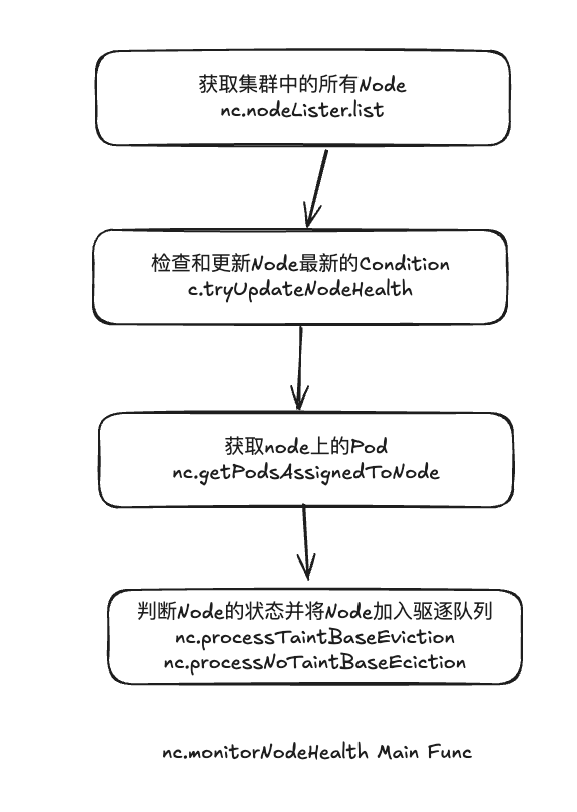 获取集群中的所有Node
nc.nodeLister.list
检查和更新Node最新的Condition
c.tryUpdateNodeHealth
获取node上的Pod
nc.getPodsAssignedToNode
判断Node的状态并将Node加入驱逐队列
nc.processTaintBaseEviction
nc.processNoTaintBaseEciction
nc.monitorNodeHealth Main Func